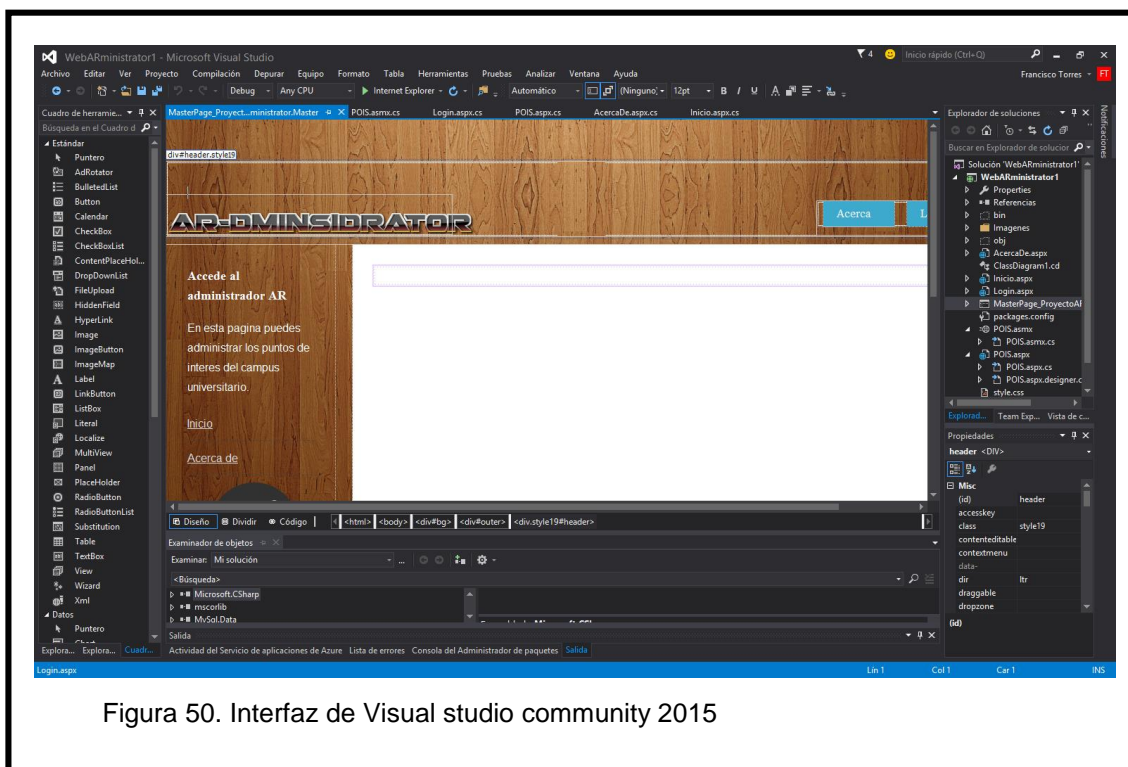 WebARministrator1 - Microsoft Visual Studio
4
Inicio rápido (Ctrl+Q)
Archivo Editar Ver Proyecto Compilación Depurar Equipo Formato Tabla Herramientas Pruebas Analizar Ventana Ayuda
Francisco Torres FT
Debug Any CPU Internet Explorer Automático (Ninguno) 12pt B I U A
Cuadro de herramie...
Búsqueda en el Cuadro d
Estándar
Puntero
AdRotator
BulletedList
Button
Calendar
CheckBox
CheckBoxList
ContentPlaceHol...
DropDownList
FileUpload
HiddenField
HyperLink
Image
ImageButton
ImageMap
Label
LinkButton
ListBox
Literal
Localize
MultiView
Panel
PlaceHolder
RadioButton
RadioButtonList
Substitution
Table
TextBox
View
Wizard
Xml
Datos
Puntero
Explora... Explora... Cuadr...
MasterPage_Proyect...ministrator.Master POIS.asmx.cs Login.aspx.cs POIS.aspx.cs AcercaDe.aspx.cs Inicio.aspx.cs
div#header.style19
AR-DMINSIDRATOR
Acerca
L
Accede al
administrador AR
En esta pagina puedes
administrar los puntos de
interes del campus
universitario.
Inicio
Acerca de
Diseño Dividir Código <html> <body> <div#bg> <div#outer> <div.style19#header>
Examinador de objetos
Examinar: Mi solución ...
<Búsqueda>
Microsoft.CSharp
mscorlib
MySql.Data
Salida
Actividad del Servicio de aplicaciones de Azure Lista de errores Consola del Administrador de paquetes Salida
Explorador de soluciones
Buscar en Explorador de solucior
Solución 'WebARministrator1'
WebARministrator1
Properties
Referencias
bin
Imagenes
obj
AcercaDe.aspx
ClassDiagram1.cd
Inicio.aspx
Login.aspx
MasterPage_ProyectoAF
packages.config
POIS.asmx
POIS.asmx.cs
POIS.aspx
POIS.aspx.cs
POIS.aspx.designer.c
style.css
Explorad... Team Exp... Vista de c...
Notificaciones
Propiedades
header <DIV>
Misc
(id) header
accesskey
class style19
contenteditable
contextmenu
data-
dir ltr
draggable
dropzone
(id)
Login.aspx Lín 1 Col 1 Car 1 INS
Figura 50. Interfaz de Visual studio community 2015